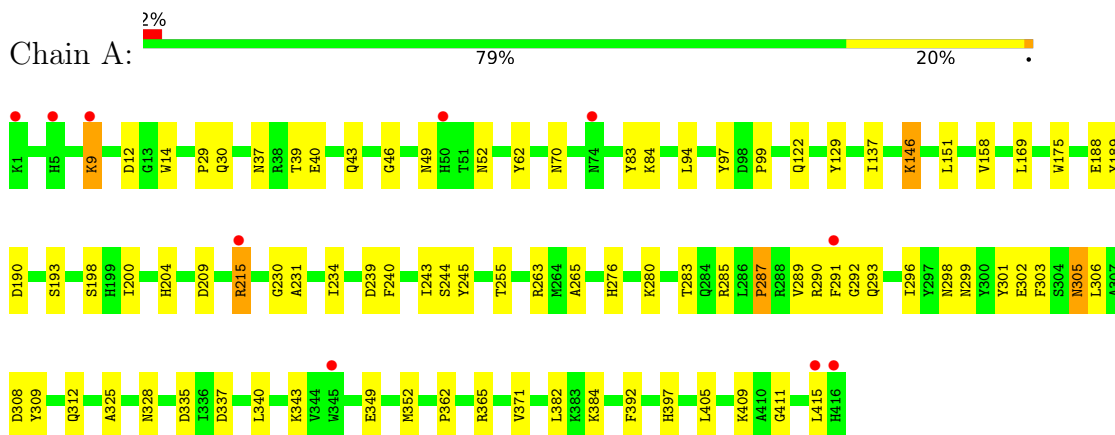 2%
Chain A:
79% 20% •
K1 H5 K9 D12 G13 W14 P29 Q30 N37 R38 T39 E40 Q43 G46 N49 H50 T51 N52 Y62 N70 N74 Y83 K84 L94 Y97 D98 P99 Q122 Y129 I137 K146 L151 V158 L169 W175 E188 Y189
D190 S193 S198 H199 I200 H204 D209 R215 G230 A231 I234 D239 F240 I243 S244 Y245 T255 R263 M264 A265 H276 K280 T283 Q284 R285 L286 P287 R288 V289 R290 F291 G292 Q293 I296 Y297 N298 N299 Y300 Y301 E302 F303 S304 N305 L306 A307
D308 Y309 Q312 A325 N328 D335 I336 D337 L340 K343 V344 W345 E349 M352 P362 R365 V371 L382 K383 K384 F392 H397 L405 K409 A410 G411 L415 H416